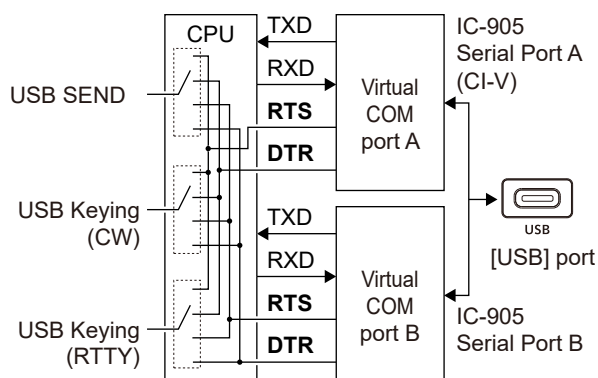 CPU
TXD
RXD
RTS
DTR
Virtual
COM
port A
IC-905
Serial Port A
(CI-V)
USB SEND
USB Keying
(CW)
USB Keying
(RTTY)
TXD
RXD
RTS
DTR
Virtual
COM
port B
USB
[USB] port
IC-905
Serial Port B